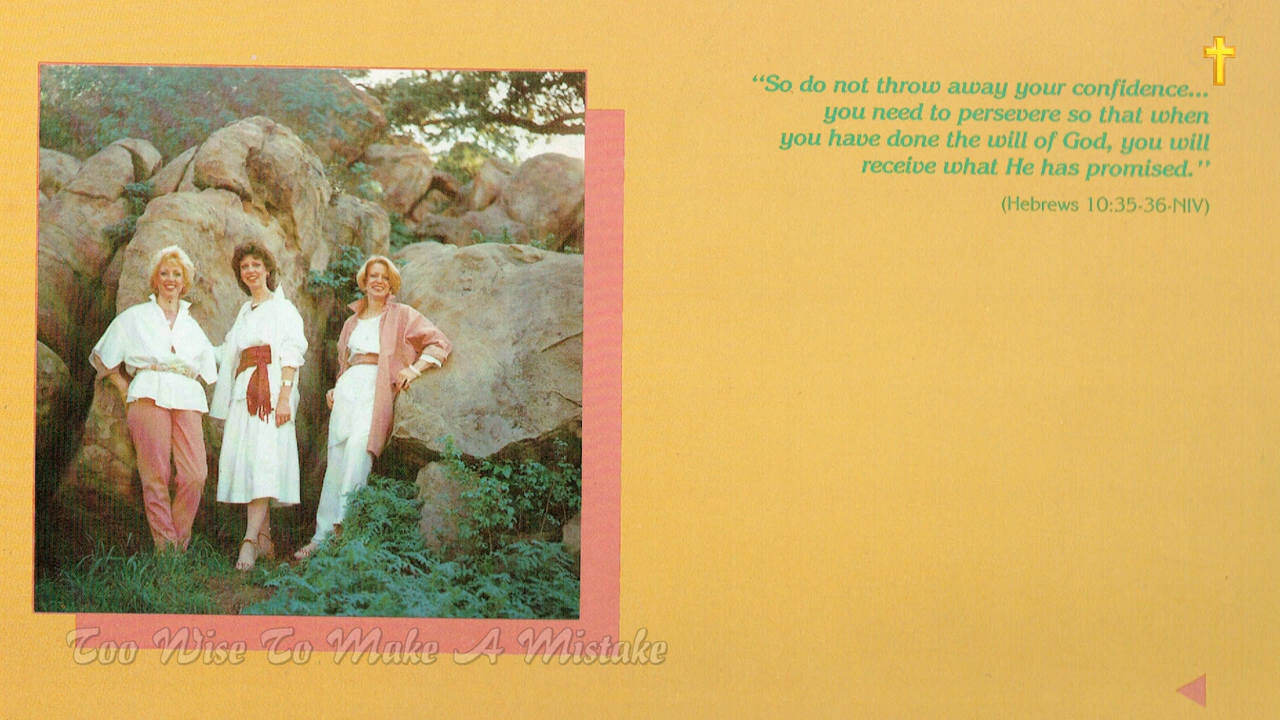 “So do not throw away your confidence...
you need to persevere so that when
you have done the will of God, you will
receive what He has promised.”
(Hebrews 10:35-36-NIV)
Too Wise To Make A Mistake